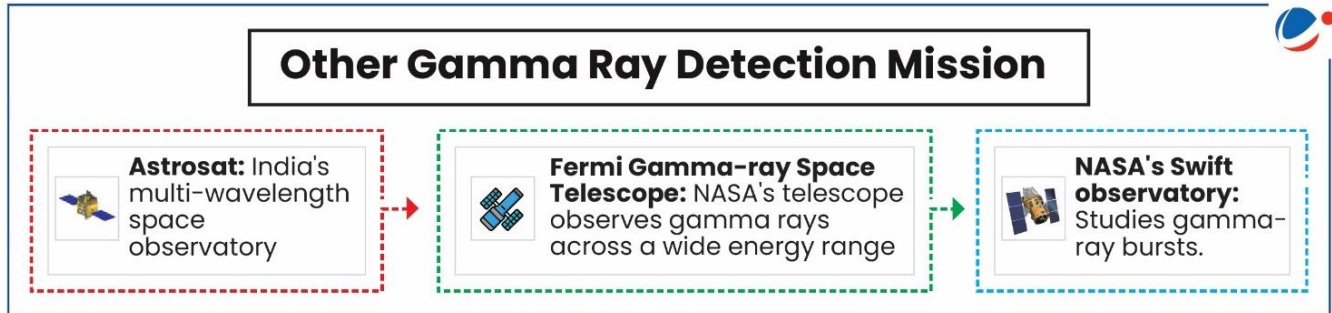 Other Gamma Ray Detection Mission
Astrosat: India's
multi-wavelength
space
observatory
Fermi Gamma-ray Space
Telescope: NASA's telescope
observes gamma rays
across a wide energy range
NASA's Swift
observatory:
Studies gamma-
ray bursts.